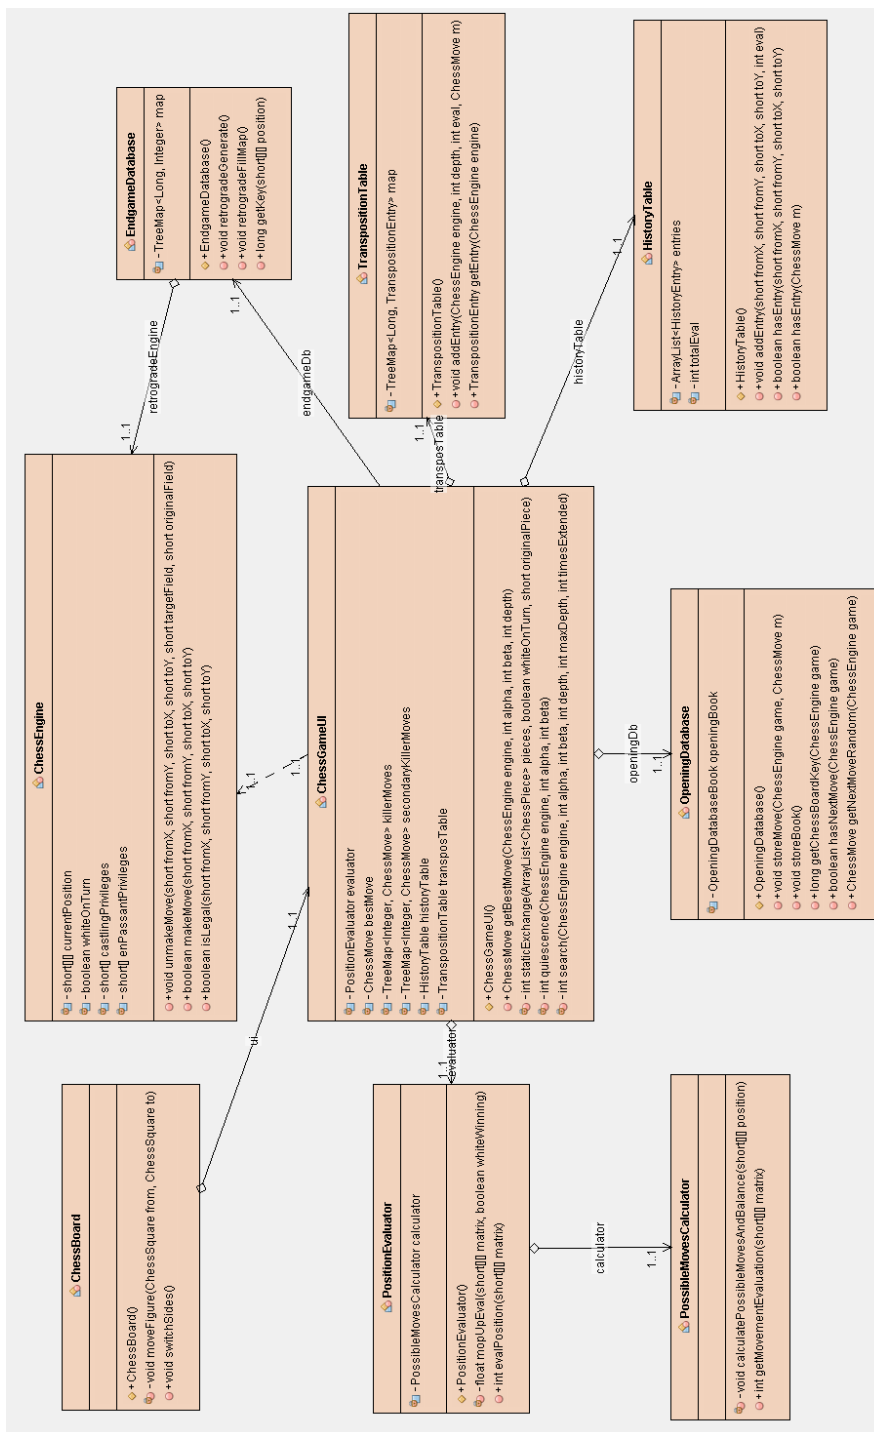 ChessBoard
+ ChessBoard()
- void moveFigure(ChessSquare from, ChessSquare to)
+ void switchSides()
ChessEngine
- short[][] currentPosition
- boolean whiteOnTurn
- short[] castlingPrivileges
- short[] enPassantPrivileges
+ void unmakeMove(short fromX, short fromY, short toX, short toY, short targetField, short originalField)
+ boolean makeMove(short fromX, short fromY, short toX, short toY)
+ boolean isLegal(short fromX, short fromY, short toX, short toY)
EndgameDatabase
- TreeMap<Long, Integer> map
+ EndgameDatabase()
+ void retrogradeGenerate()
+ void retrogradeFillMap()
+ long getKey(short[][] position)
retrogradeEngine
1..1
1..1
endgameDb
ui
1..1
1..1
1..1
ChessGameUI
- PositionEvaluator evaluator
- ChessMove bestMove
- TreeMap<Integer, ChessMove> killerMoves
- TreeMap<Integer, ChessMove> secondaryKillerMoves
- HistoryTable historyTable
- TranspositionTable transposTable
+ ChessGameUI()
+ ChessMove getBestMove(ChessEngine engine, int alpha, int beta, int depth)
- int staticExchange(ArrayList<ChessPiece> pieces, boolean whiteOnTurn, short originalPiece)
- int quiescence(ChessEngine engine, int alpha, int beta)
- int search(ChessEngine engine, int alpha, int beta, int depth, int maxDepth, int timesExtended)
TranspositionTable
- TreeMap<Long, TranspositionEntry> map
+ TranspositionTable()
+ void addEntry(ChessEngine engine, int depth, int eval, ChessMove m)
+ TranspositionEntry getEntry(ChessEngine engine)
1..1
transposTable
1..1
evaluator
PositionEvaluator
- PossibleMovesCalculator calculator
+ PositionEvaluator()
- float mopUpEval(short[][] matrix, boolean whiteWinning)
+ int evalPosition(short[][] matrix)
historyTable
1..1
HistoryTable
- ArrayList<HistoryEntry> entries
- int totalEval
+ HistoryTable()
+ void addEntry(short fromX, short fromY, short toX, short toY, int eval)
+ boolean hasEntry(short fromX, short fromY, short toX, short toY)
+ boolean hasEntry(ChessMove m)
calculator
1..1
openingDb
1..1
PossibleMovesCalculator
- void calculatePossibleMovesAndBalance(short[][] position)
+ int getMovementEvaluation(short[][] matrix)
OpeningDatabase
- OpeningDatabaseBook openingBook
+ OpeningDatabase()
+ void storeMove(ChessEngine game, ChessMove m)
+ void storeBook()
+ long getChessBoardKey(ChessEngine game)
+ boolean hasNextMove(ChessEngine game)
+ ChessMove getNextMoveRandom(ChessEngine game)